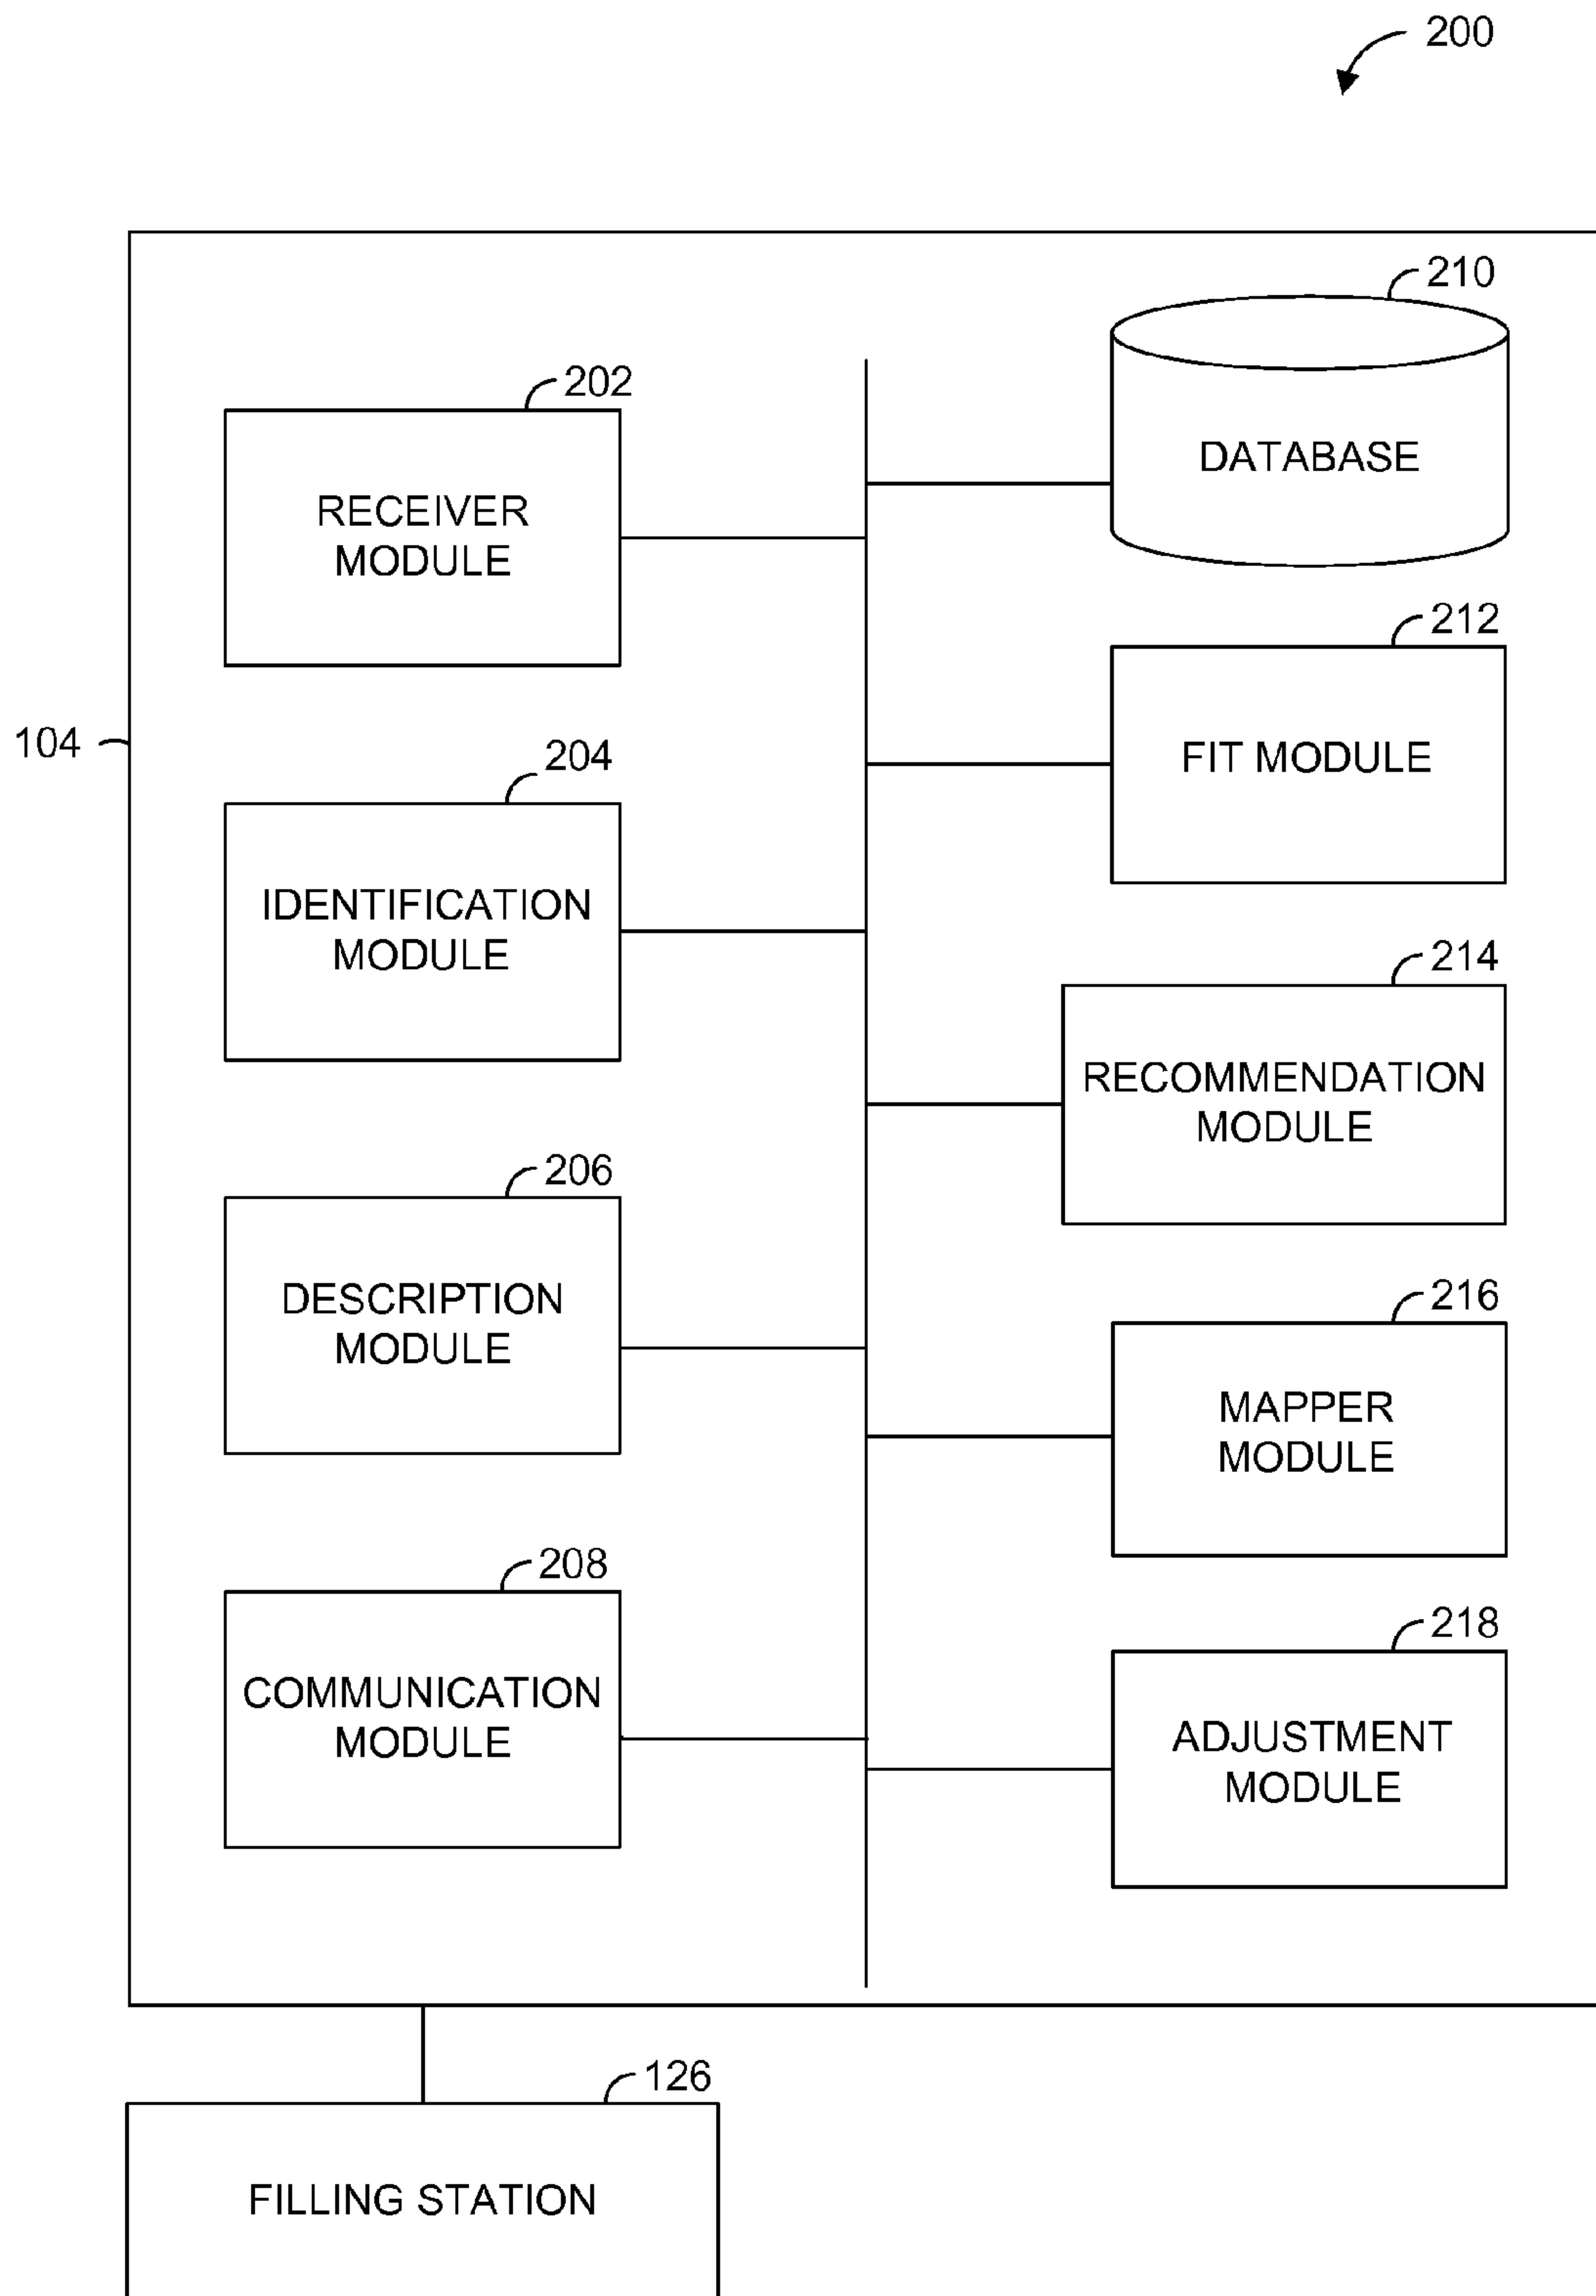 200
210
DATABASE
202
RECEIVER
MODULE
212
FIT MODULE
104
204
IDENTIFICATION
MODULE
214
RECOMMENDATION
MODULE
206
DESCRIPTION
MODULE
216
MAPPER
MODULE
208
COMMUNICATION
MODULE
218
ADJUSTMENT
MODULE
126
FILLING STATION